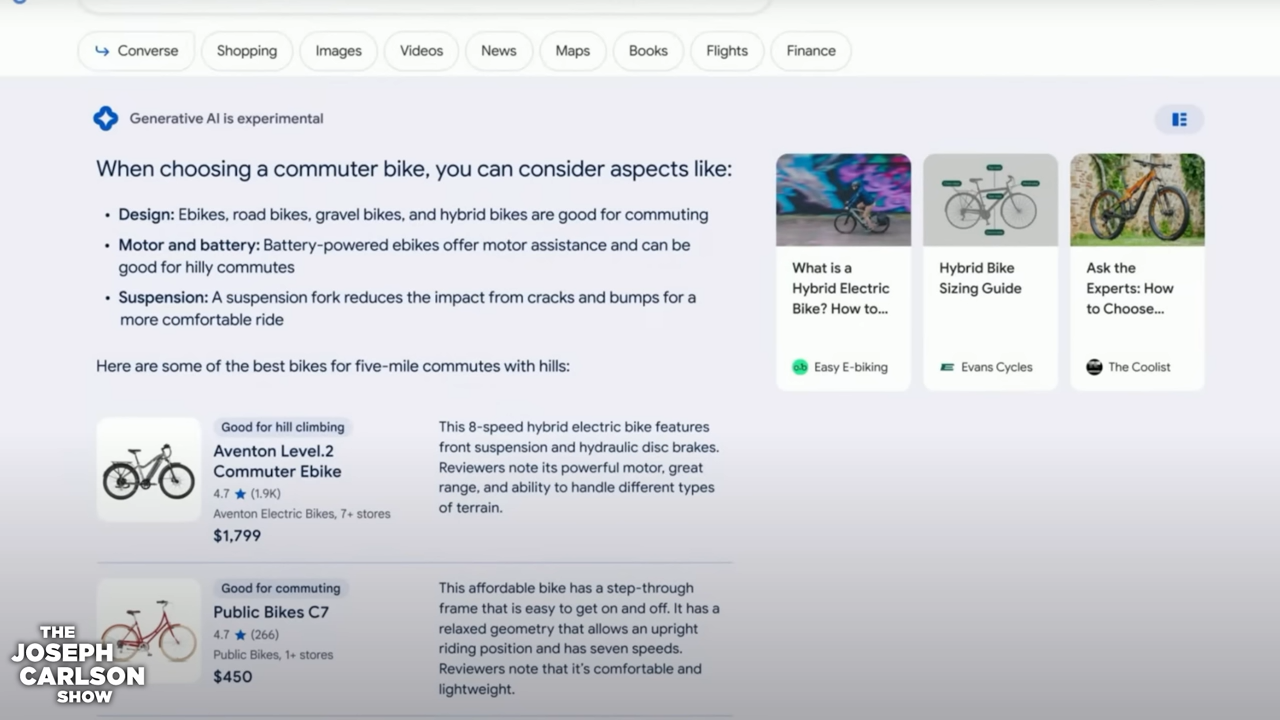 Converse
Shopping
Images
Videos
News
Maps
Books
Flights
Finance
Generative AI is experimental
When choosing a commuter bike, you can consider aspects like:
• Design: Ebikes, road bikes, gravel bikes, and hybrid bikes are good for commuting
• Motor and battery: Battery-powered ebikes offer motor assistance and can be
good for hilly commutes
• Suspension: A suspension fork reduces the impact from cracks and bumps for a
more comfortable ride
Here are some of the best bikes for five-mile commutes with hills:
What is a
Hybrid Electric
Bike? How to...
Easy E-biking
Hybrid Bike
Sizing Guide
Evans Cycles
Ask the
Experts: How
to Choose...
The Coolist
Good for hill climbing
Aventon Level.2
Commuter Ebike
4.7 ★ (1.9K)
Aventon Electric Bikes, 7+ stores
$1,799
This 8-speed hybrid electric bike features
front suspension and hydraulic disc brakes.
Reviewers note its powerful motor, great
range, and ability to handle different types
of terrain.
Good for commuting
Public Bikes C7
4.7 ★ (266)
Public Bikes, 1+ stores
$450
This affordable bike has a step-through
frame that is easy to get on and off. It has a
relaxed geometry that allows an upright
riding position and has seven speeds.
Reviewers note that it's comfortable and
lightweight.
THE
JOSEPH
CARLSON
SHOW